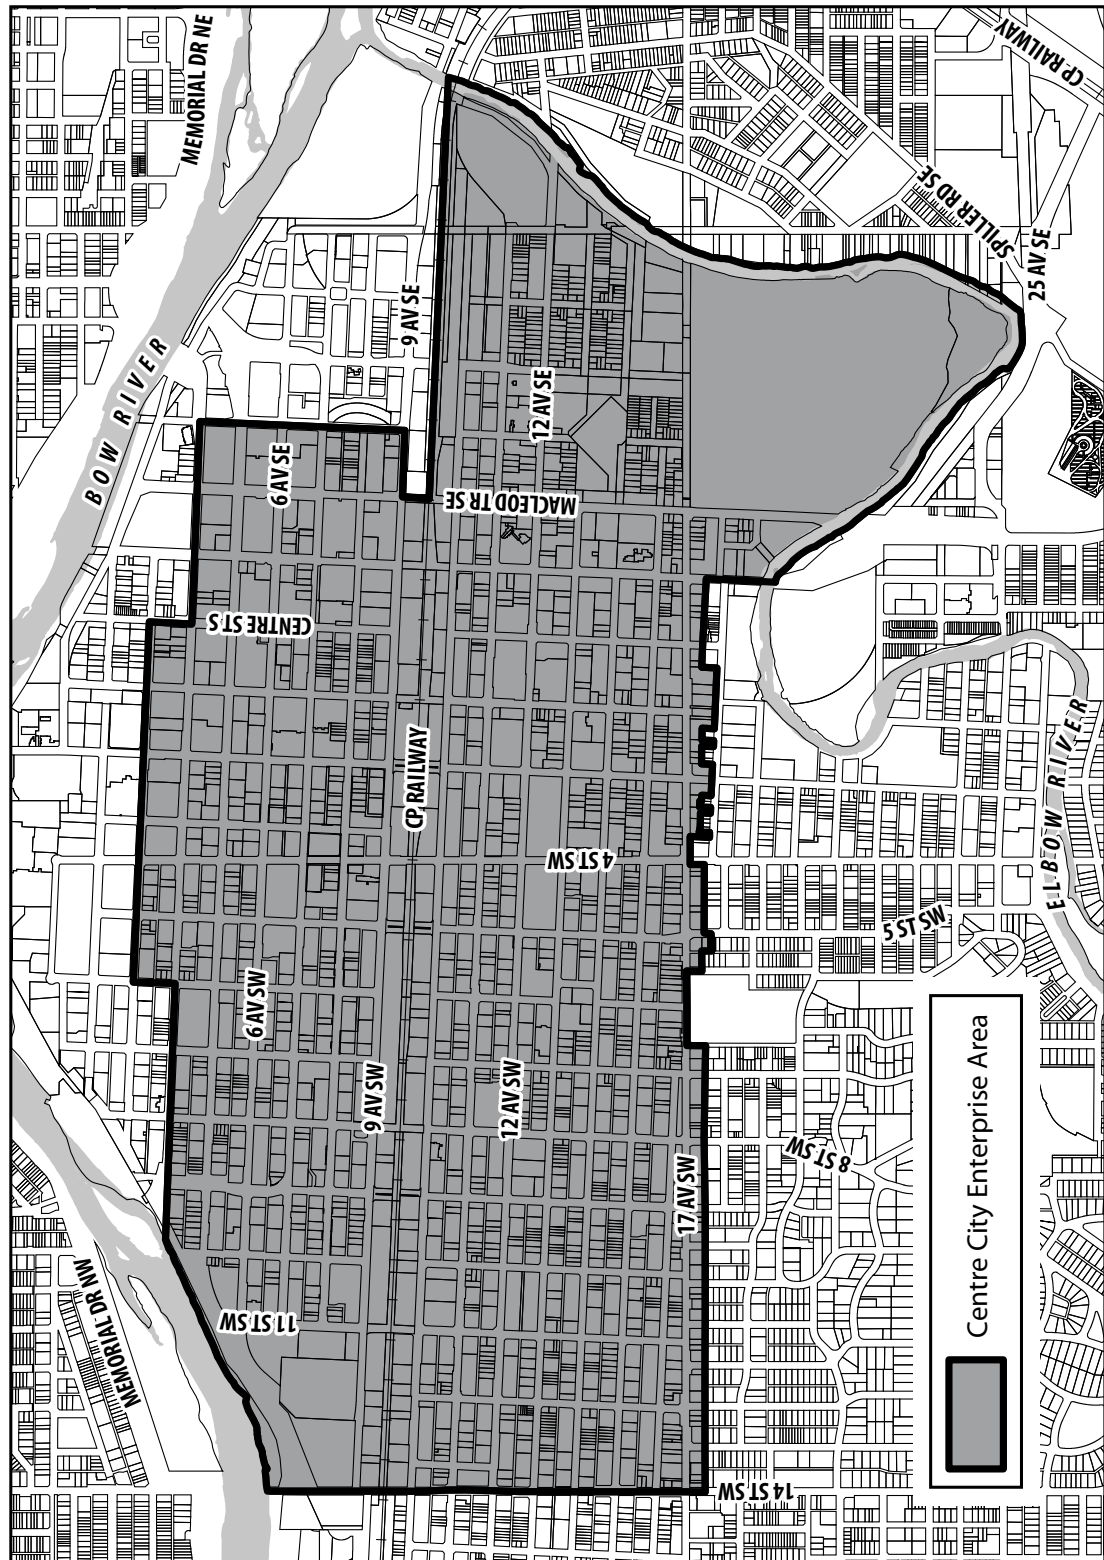 MEMORIAL DR NW
BOW RIVER
MEMORIAL DR NE
11 ST SW
6 AV SW
CENTRE ST S
6 AV SE
9 AV SW
CP RAILWAY
9 AV SE
12 AV SW
MACLEOD TR SE
12 AV SE
4 ST SW
17 AV SW
14 ST SW
8 ST SW
5 ST SW
SPILLER RD SE
CP RAILWAY
25 AV SE
ELBOW RIVER
Centre City Enterprise Area